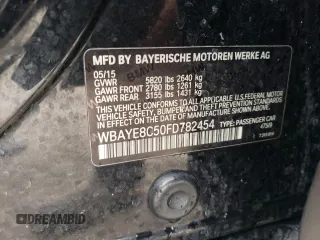 MFD BY BAYERISCHE MOTOREN WERKE AG
05/15
GVWR 5820 lbs 2640 kg
GAWR FRONT 2780 lbs 1261 kg
GAWR REAR 3155 lbs 1431 kg
THIS VEHICLE CONFORMS TO ALL APPLICABLE U.S. FEDERAL MOTOR
VEHICLE SAFETY, BUMPER, AND THEFT PREVENTION STANDARDS IN
EFFECT ON THE DATE OF MANUFACTURE SHOWN ABOVE.
WBAYE8C50FD782454 TYPE: PASSENGER CAR
DREAMBID